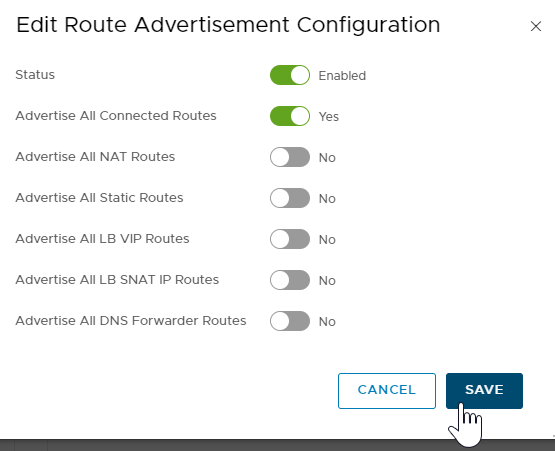 Edit Route Advertisement Configuration
Status Enabled
Advertise All Connected Routes Yes
Advertise All NAT Routes No
Advertise All Static Routes No
Advertise All LB VIP Routes No
Advertise All LB SNAT IP Routes No
Advertise All DNS Forwarder Routes No
CANCEL SAVE